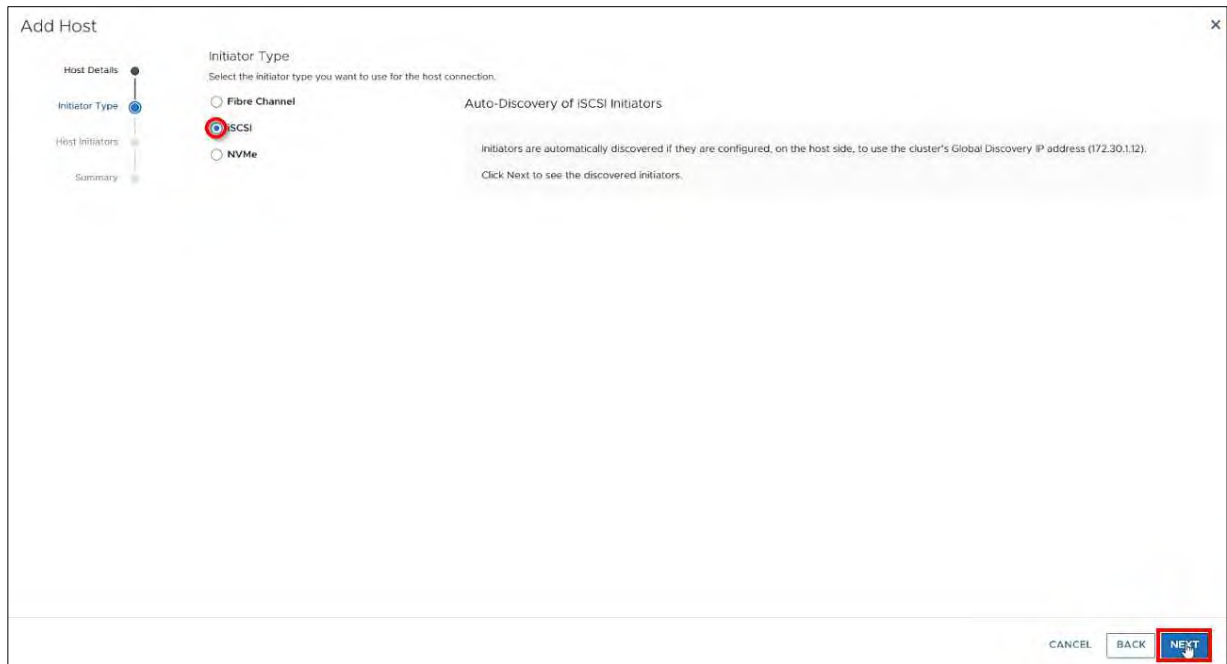 Add Host
×
Host Details
Initiator Type
Host Initiators
Summary
Initiator Type
Select the initiator type you want to use for the host connection.
Fibre Channel
iSCSI
NVMe
Auto-Discovery of iSCSI Initiators
Initiators are automatically discovered if they are configured, on the host side, to use the cluster's Global Discovery IP address (172.30.1.12).
Click Next to see the discovered initiators.
CANCEL
BACK
NEXT